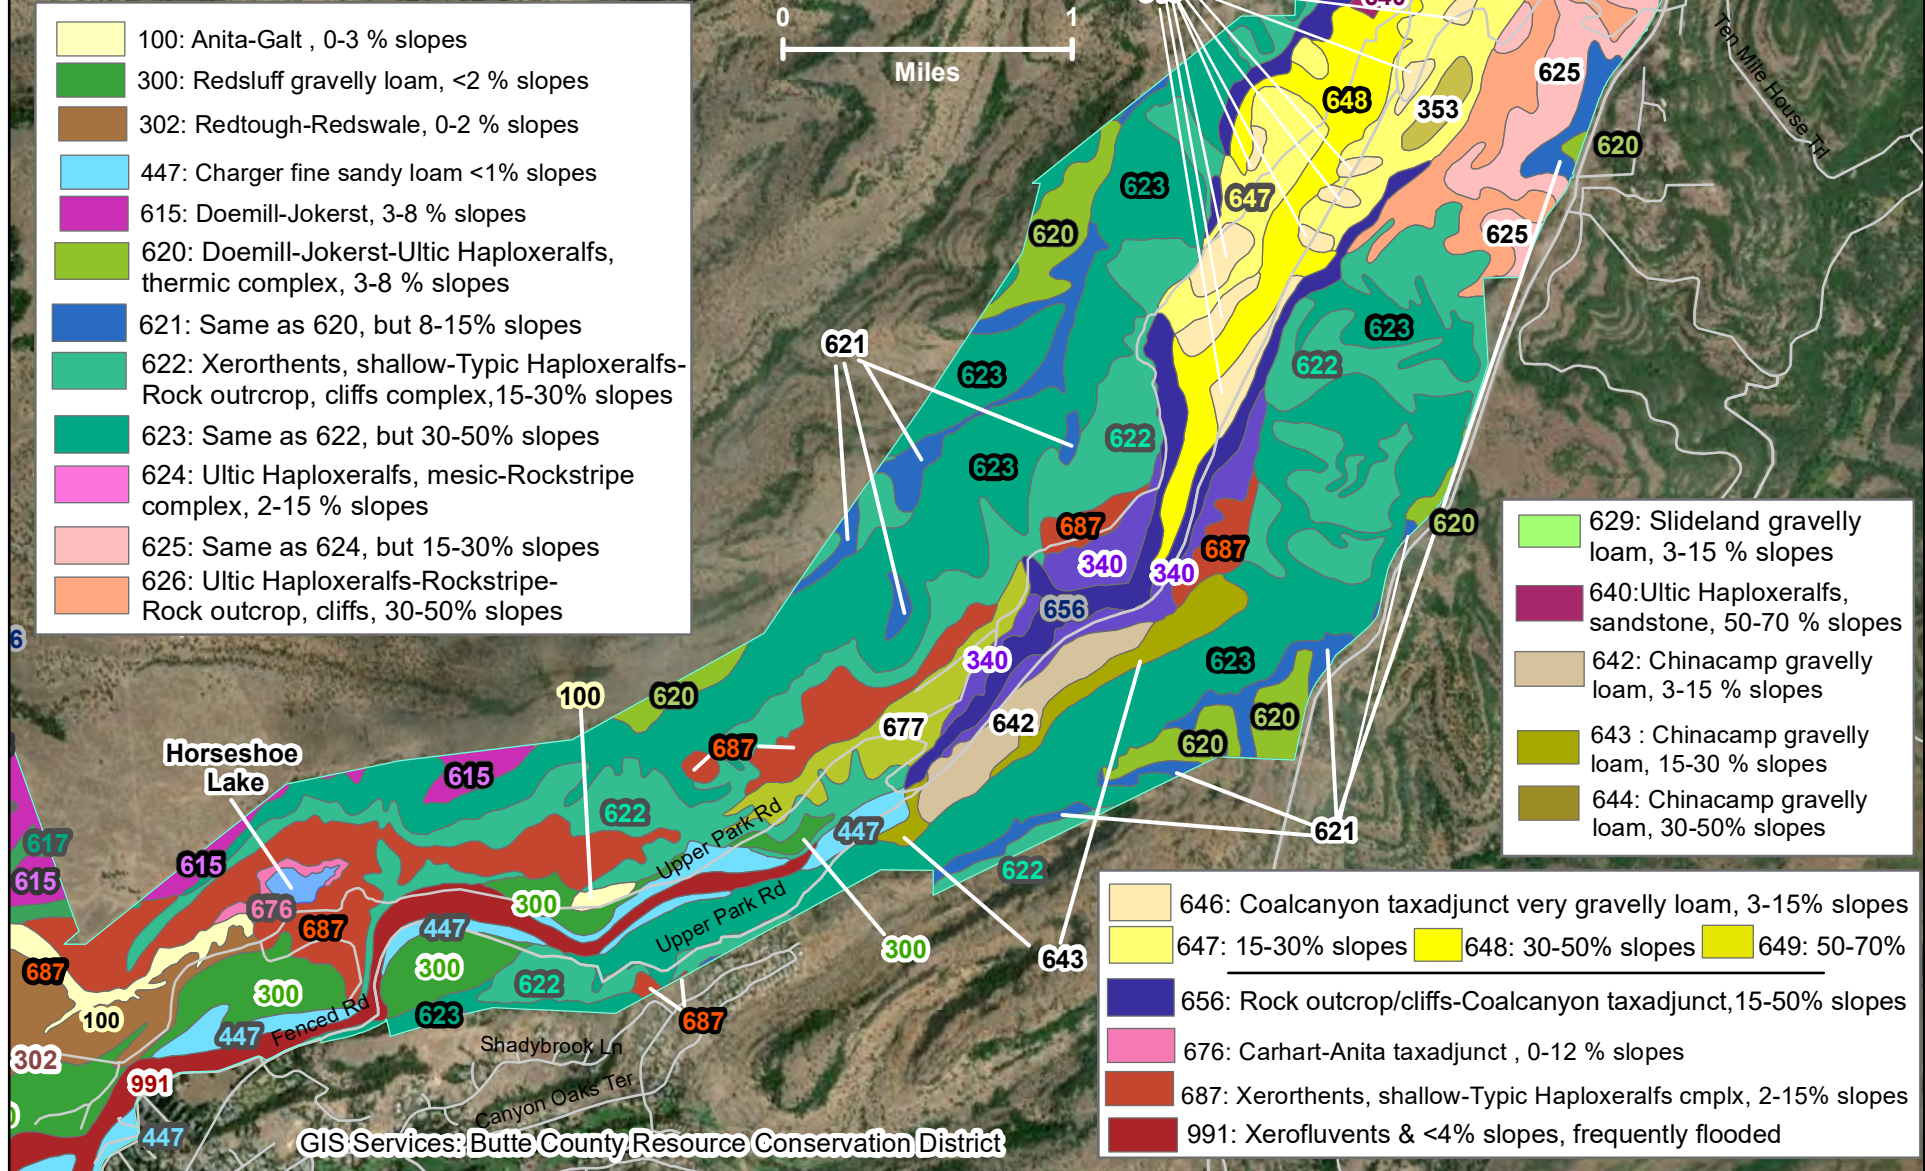 100: Anita-Galt , 0-3 % slopes
300: Redsluff gravelly loam, <2 % slopes
302: Redtough-Redswale, 0-2 % slopes
447: Charger fine sandy loam <1% slopes
615: Doemill-Jokerst, 3-8 % slopes
620: Doemill-Jokerst-Ultic Haploxeralfs,
thermic complex, 3-8 % slopes
621: Same as 620, but 8-15% slopes
622: Xerorthents, shallow-Typic Haploxeralfs-
Rock outrcrop, cliffs complex,15-30% slopes
623: Same as 622, but 30-50% slopes
624: Ultic Haploxeralfs, mesic-Rockstripe
complex, 2-15 % slopes
625: Same as 624, but 15-30% slopes
626: Ultic Haploxeralfs-Rockstripe-
Rock outcrop, cliffs, 30-50% slopes
0 1
Miles
640
Ten Mile House Trl
625
648
353
620
623
647
620
625
623
621
622
623
622
623
687
620
687
340
340
656
6
623
340
100
620
620
642
677
620
687
Horseshoe
Lake
615
622
Upper Park Rd
447
621
617
615
615
622
300
676
Upper Park Rd
687
447
300
643
687
300
622
300
100
Fenced Rd
623
687
447
Shadybrook Ln
302
991
Canyon Oaks Ter
447
GIS Services: Butte County Resource Conservation District
629: Slideland gravelly
loam, 3-15 % slopes
640:Ultic Haploxeralfs,
sandstone, 50-70 % slopes
642: Chinacamp gravelly
loam, 3-15 % slopes
643 : Chinacamp gravelly
loam, 15-30 % slopes
644: Chinacamp gravelly
loam, 30-50% slopes
646: Coalcanyon taxadjunct very gravelly loam, 3-15% slopes
647: 15-30% slopes 648: 30-50% slopes 649: 50-70%
656: Rock outcrop/cliffs-Coalcanyon taxadjunct,15-50% slopes
676: Carhart-Anita taxadjunct , 0-12 % slopes
687: Xerorthents, shallow-Typic Haploxeralfs cmplx, 2-15% slopes
991: Xerofluvents & <4% slopes, frequently flooded